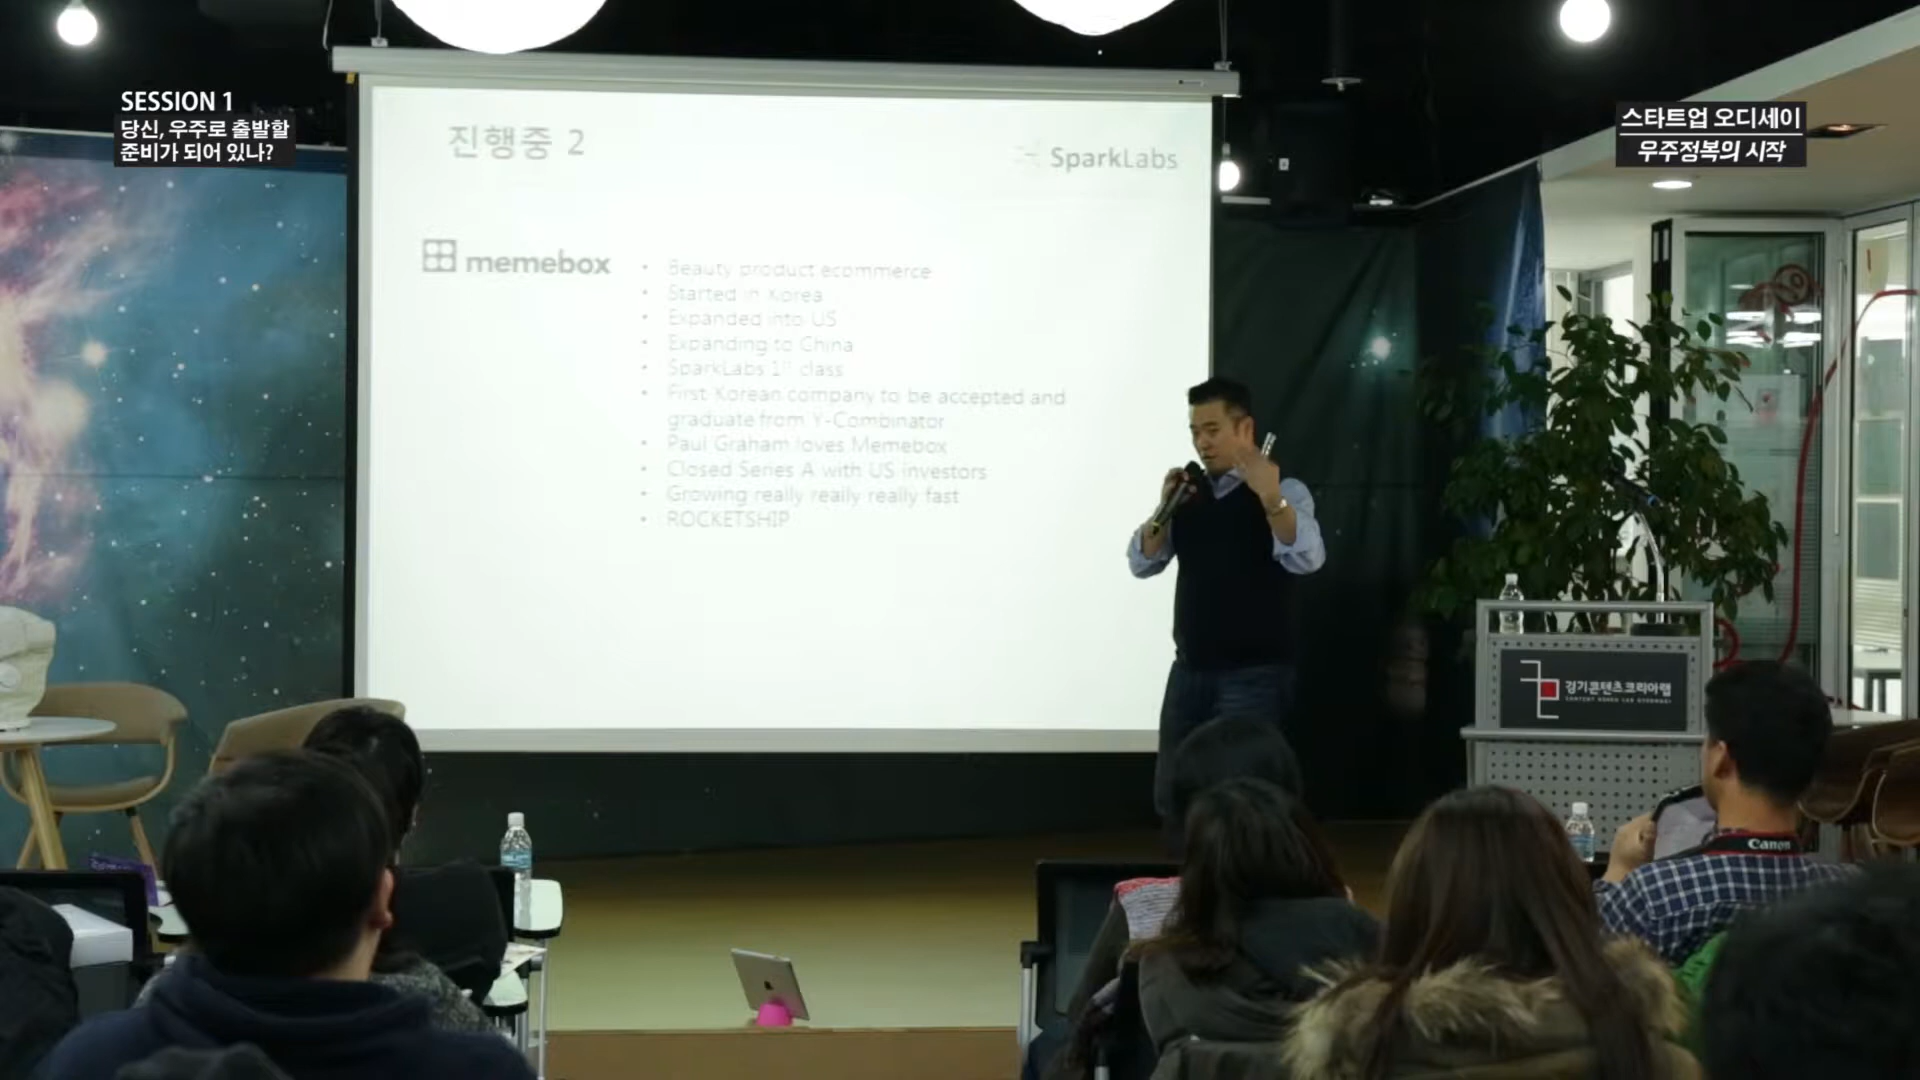 SESSION 1
당신, 우주로 출발할
준비가 되어 있나?
스타트업 오디세이
우주정복의 시작
진행중 2
SparkLabs
memebox
• Beauty product ecommerce
• Started in Korea
• Expanded into US
• Expanding to China
• SparkLabs 1st class
• First Korean company to be accepted and
graduate from Y-Combinator
• Paul Graham loves Memebox
• Closed Series A with US investors
• Growing really really really fast
• ROCKETSHIP
경기콘텐츠코리아랩
CONTENT KOREA LAB GYEONGGI
Canon